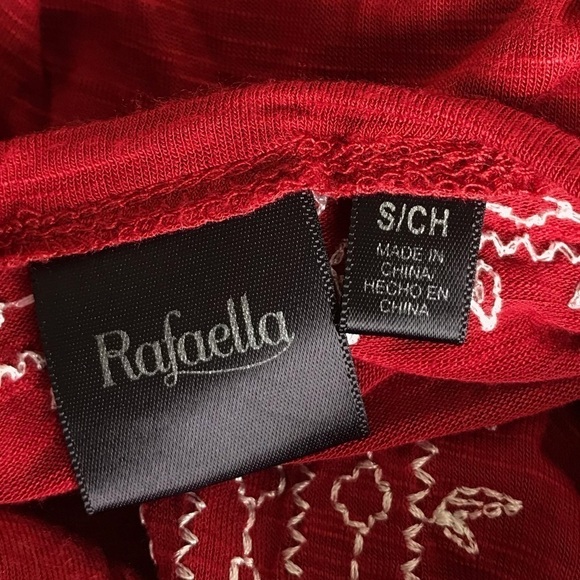 Rafaella
S/CH
MADE IN
CHINA/
HECHO EN
CHINA